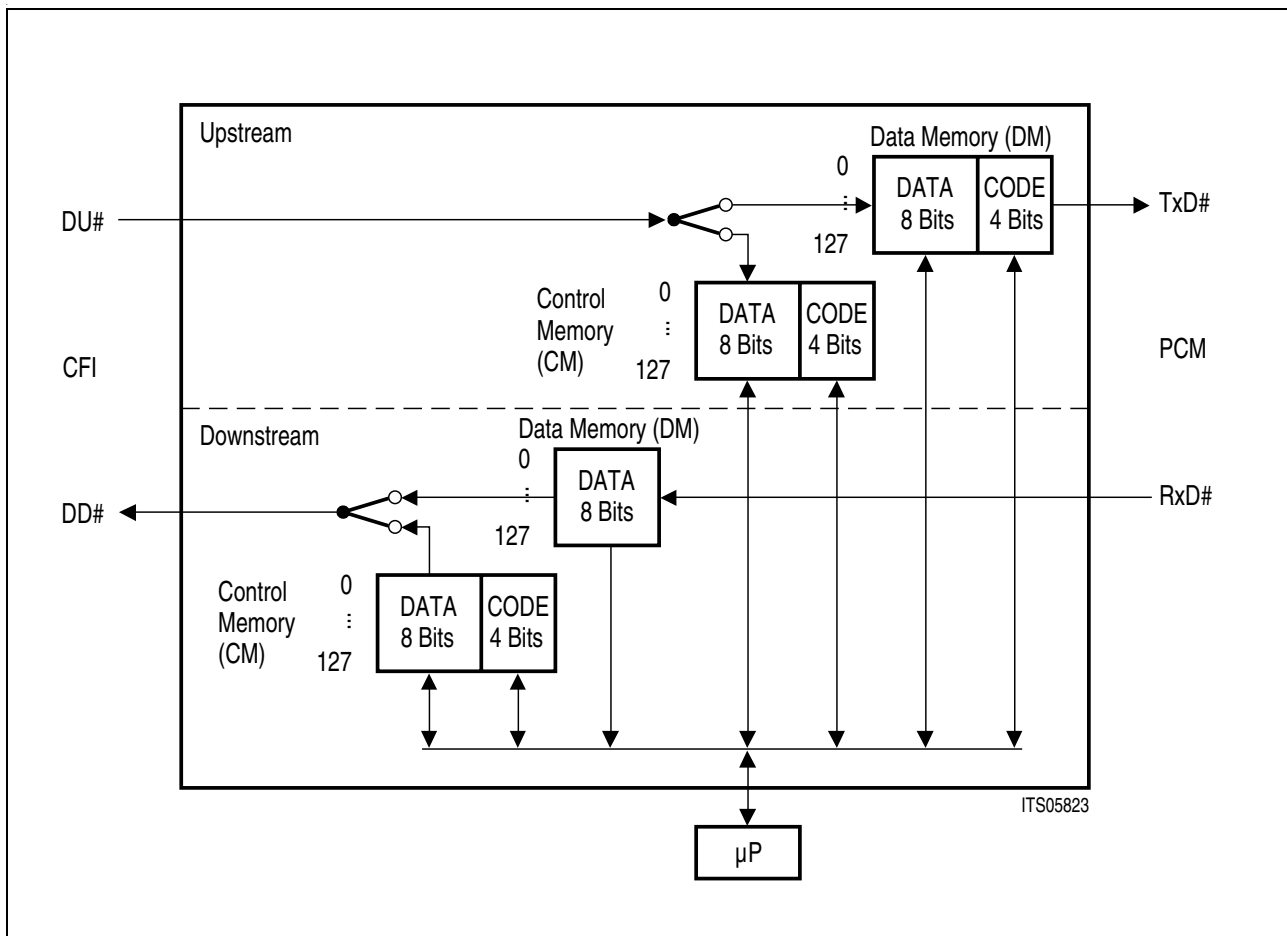 Upstream
Data Memory (DM)
0
⋮
127
DATA
8 Bits
CODE
4 Bits
TxD#
DU#
Control
Memory
(CM)
0
⋮
127
DATA
8 Bits
CODE
4 Bits
CFI
PCM
Downstream
Data Memory (DM)
0
⋮
127
DATA
8 Bits
RxD#
DD#
Control
Memory
(CM)
0
⋮
127
DATA
8 Bits
CODE
4 Bits
ITS05823
µP